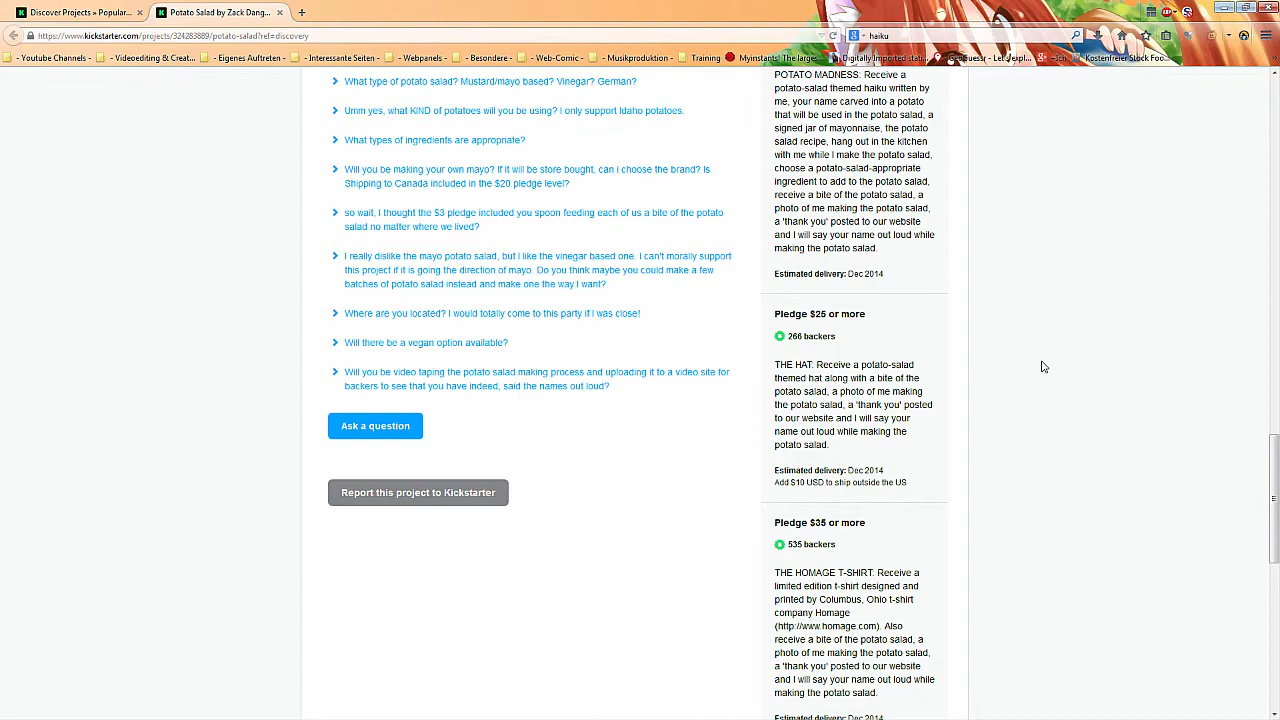 Discover Projects » Popular...
Potato Salad by Zack Dang...
https://www.kickstarter.com/projects/324283889/potato-salad?ref=discovery
haiku
- Youtube Channels -
- Video Editing & Creat...
- Interessante Seiten -
- Webpanels -
- Besondere -
- Web-Comic -
- Musikproduktion -
Training
Myinstants! The larges
Digitally Imported stati...
GeoGuessr - Let's expl...
Kostenfreier Stock Foo...
What type of potato salad? Mustard/mayo based? Vinegar? German?
Umm yes, what KIND of potatoes will you be using? I only support Idaho potatoes.
What types of ingredients are appropriate?
Will you be making your own mayo? If it will be store bought, can i choose the brand? Is
Shipping to Canada included in the $20 pledge level?
so wait, I thought the $3 pledge included you spoon feeding each of us a bite of the potato
salad no matter where we lived?
I really dislike the mayo potato salad, but I like the vinegar based one. I can't morally support
this project if it is going the direction of mayo. Do you think maybe you could make a few
batches of potato salad instead and make one the way I want?
Where are you located? I would totally come to this party if I was close!
Will there be a vegan option available?
Will you be video taping the potato salad making process and uploading it to a video site for
backers to see that you have indeed, said the names out loud?
Ask a question
Report this project to Kickstarter
POTATO MADNESS: Receive a
potato-salad themed haiku written by
me, your name carved into a potato
that will be used in the potato salad, a
signed jar of mayonnaise, the potato
salad recipe, hang out in the kitchen
with me while I make the potato salad,
choose a potato-salad-appropriate
ingredient to add to the potato salad,
receive a bite of the potato salad, a
photo of me making the potato salad,
a 'thank you' posted to our website
and I will say your name out loud while
making the potato salad.
Estimated delivery: Dec 2014
Pledge $25 or more
266 backers
THE HAT: Receive a potato-salad
themed hat along with a bite of the
potato salad, a photo of me making
the potato salad, a 'thank you' posted
to our website and I will say your
name out loud while making the
potato salad.
Estimated delivery: Dec 2014
Add $10 USD to ship outside the US
Pledge $35 or more
535 backers
THE HOMAGE T-SHIRT: Receive a
limited edition t-shirt designed and
printed by Columbus, Ohio t-shirt
company Homage
(http://www.homage.com). Also
receive a bite of the potato salad, a
photo of me making the potato salad,
a 'thank you' posted to our website
and I will say your name out loud while
making the potato salad.
Estimated delivery: Dec 2014